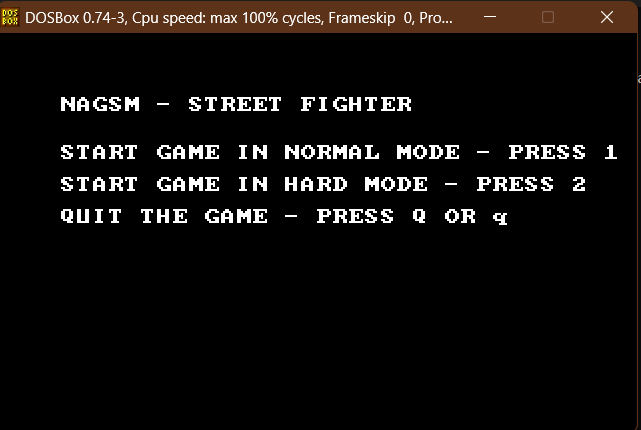 DOS
BOX
DOSBox 0.74-3, Cpu speed: max 100% cycles, Frameskip 0, Pro...
NAGSM - STREET FIGHTER
START GAME IN NORMAL MODE - PRESS 1
START GAME IN HARD MODE - PRESS 2
QUIT THE GAME - PRESS Q OR q